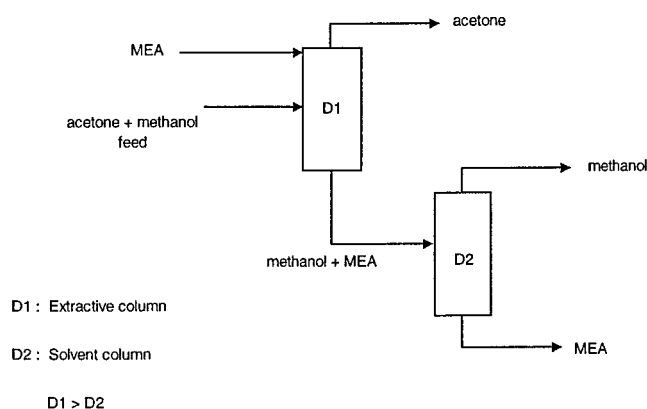 acetone
MEA
D1
acetone + methanol
feed
methanol
methanol + MEA
D2
D1 : Extractive column
MEA
D2 : Solvent column
D1 > D2